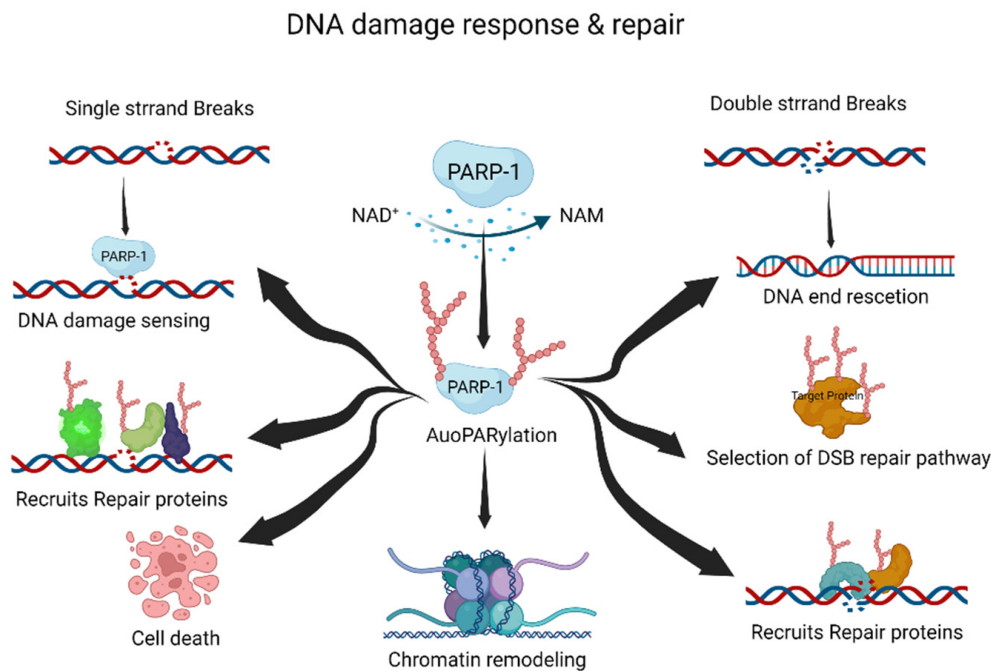 DNA damage response & repair
Single strrand Breaks
Double strrand Breaks
PARP-1
NAD⁺
NAM
PARP-1
DNA damage sensing
DNA end rescetion
PARP-1
AuoPARylation
Target Protein
Selection of DSB repair pathway
Recruits Repair proteins
Cell death
Chromatin remodeling
Recruits Repair proteins